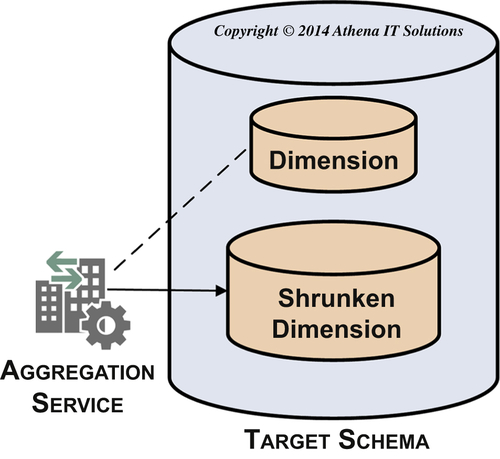 Copyright © 2014 Athena IT Solutions
Dimension
Shrunken
Dimension
AGGREGATION
SERVICE
TARGET SCHEMA